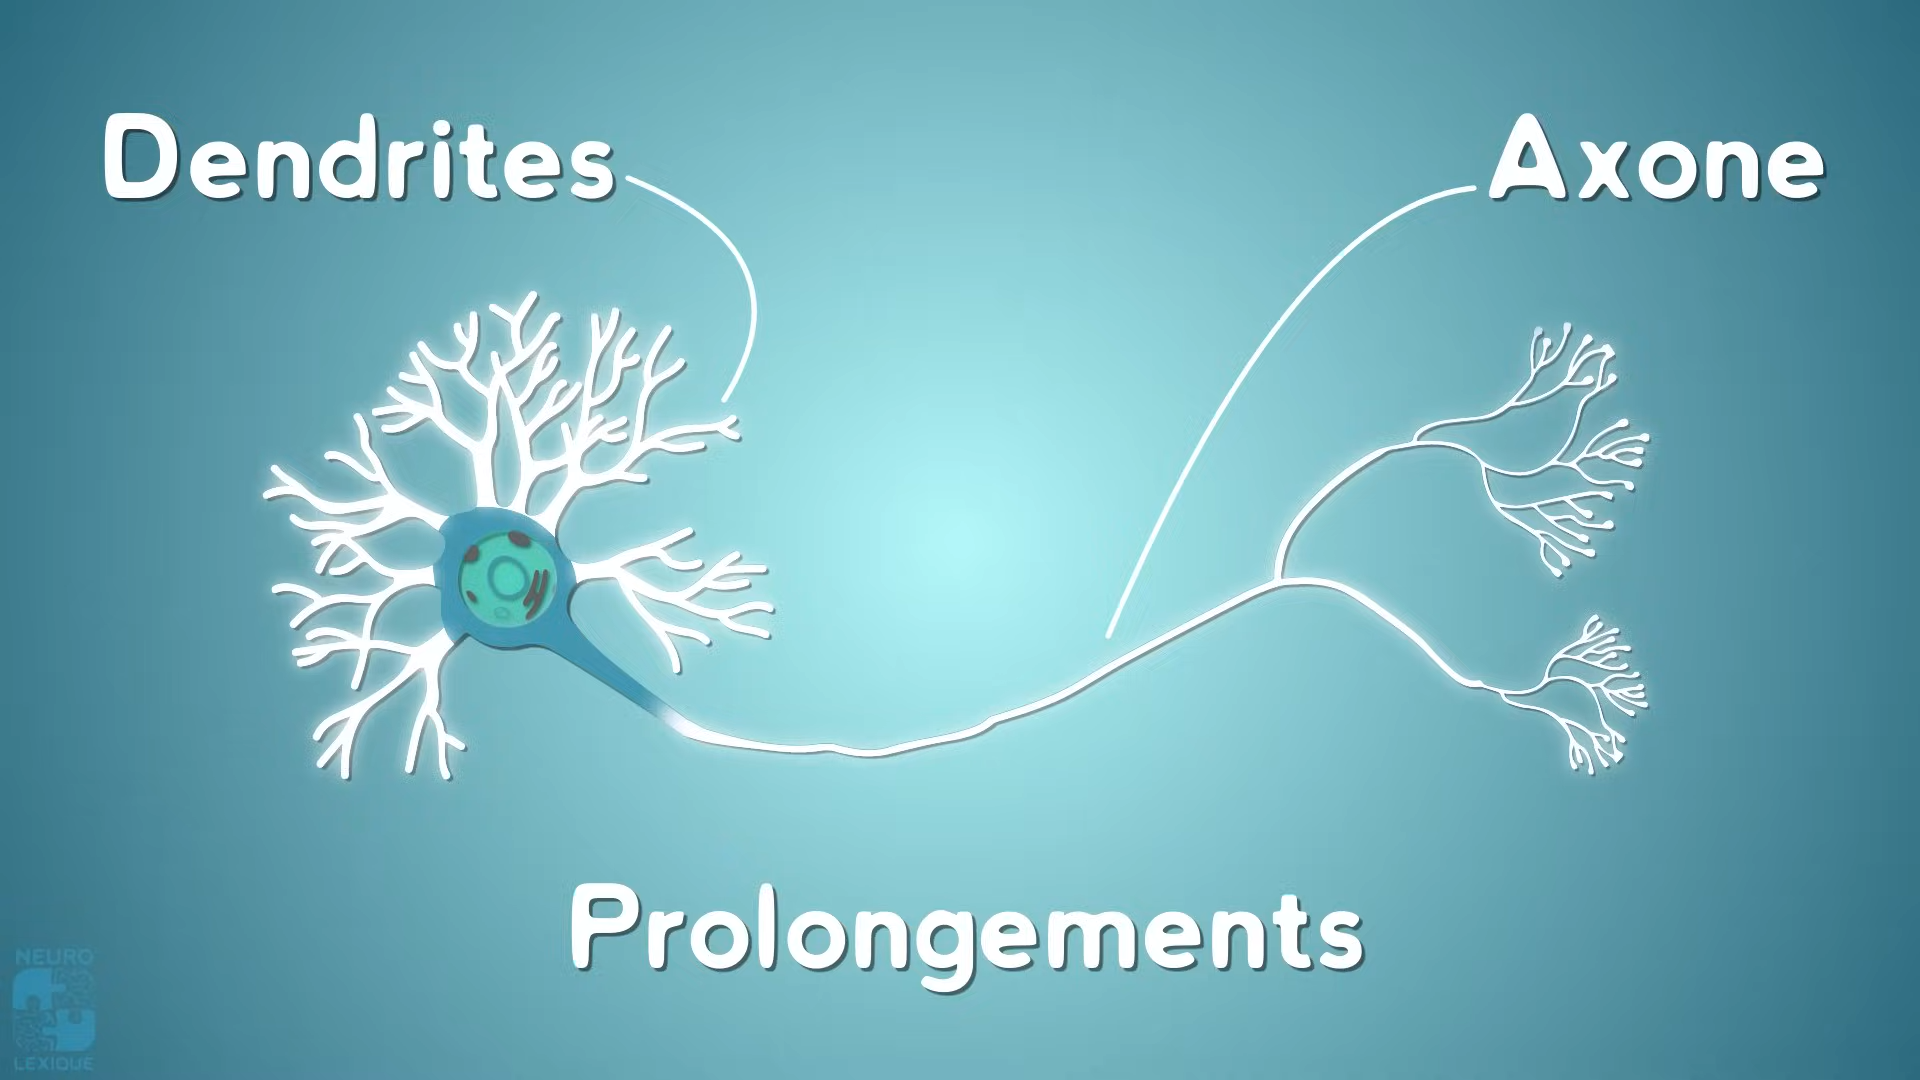 Dendrites
Axone
Prolongements
NEURO
LEXIQUE